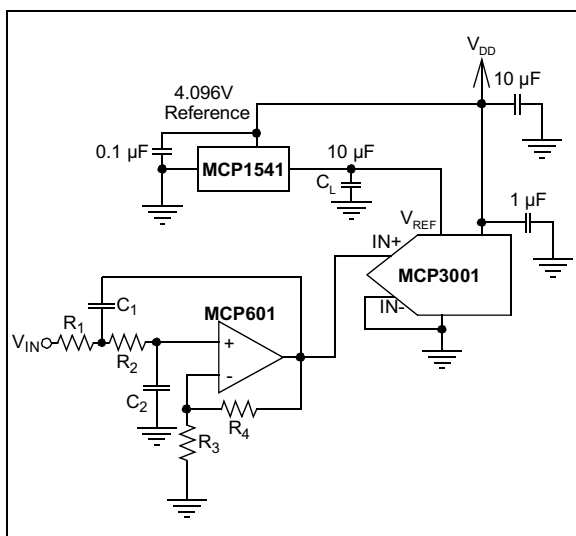 V_DD
10 µF
4.096V
Reference
0.1 µF
MCP1541
10 µF
C_L
1 µF
V_REF
IN+
MCP3001
IN-
C_1
MCP601
V_IN
R_1
R_2
+
-
C_2
R_4
R_3